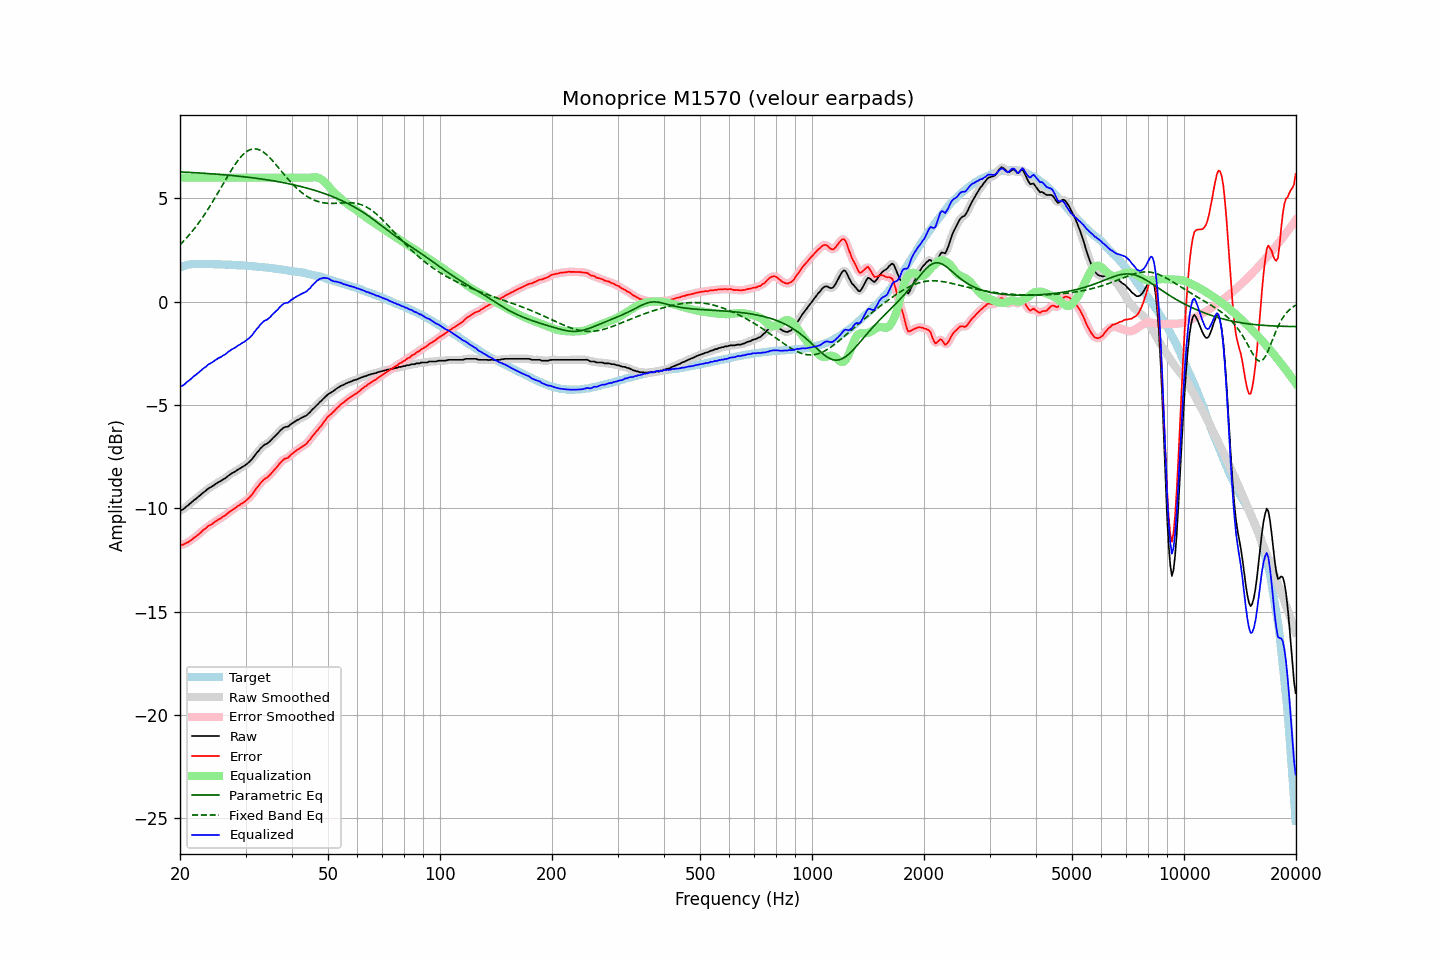 Monoprice M1570 (velour earpads)
5
0
−5
−10
−15
−20
−25
Amplitude (dBr)
Target
Raw Smoothed
Error Smoothed
Raw
Error
Equalization
Parametric Eq
Fixed Band Eq
Equalized
20 50 100 200 500 1000 2000 5000 10000 20000
Frequency (Hz)